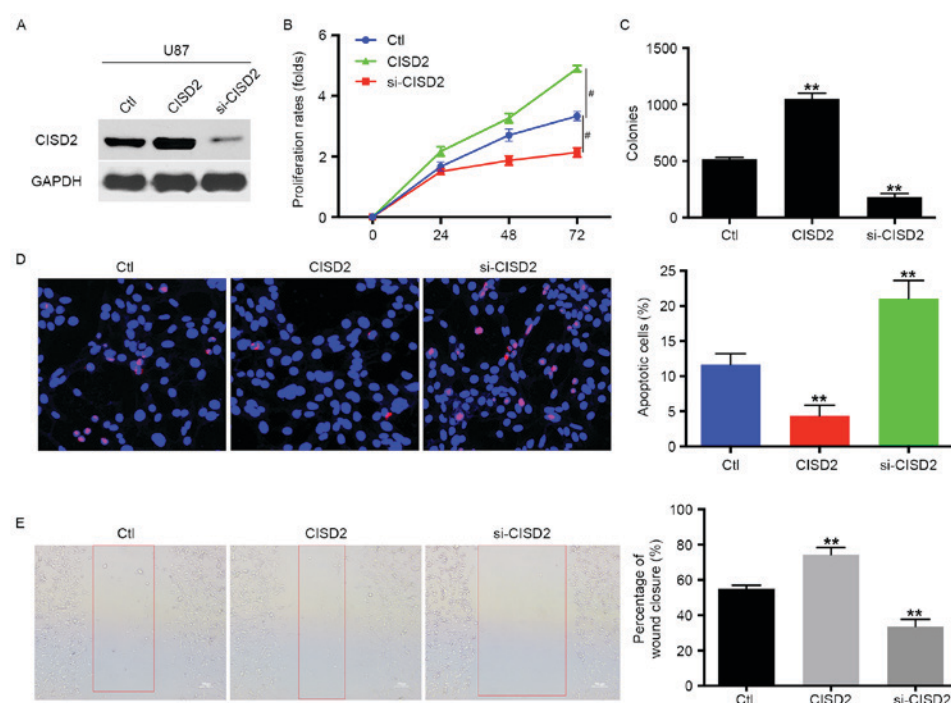 A
U87
Ctl
CISD2
si-CISD2
CISD2
GAPDH
B
Ctl
CISD2
si-CISD2
Proliferation rates (folds)
6
4
2
0
0 24 48 72
#
#
C
Colonies
1500
1000
500
0
**
**
Ctl CISD2 si-CISD2
D
Ctl CISD2 si-CISD2
Apoptotic cells (%)
25
20
15
10
5
0
**
**
Ctl CISD2 si-CISD2
E
Ctl CISD2 si-CISD2
Percentage of
wound closure (%)
100
80
60
40
20
0
**
**
Ctl CISD2 si-CISD2